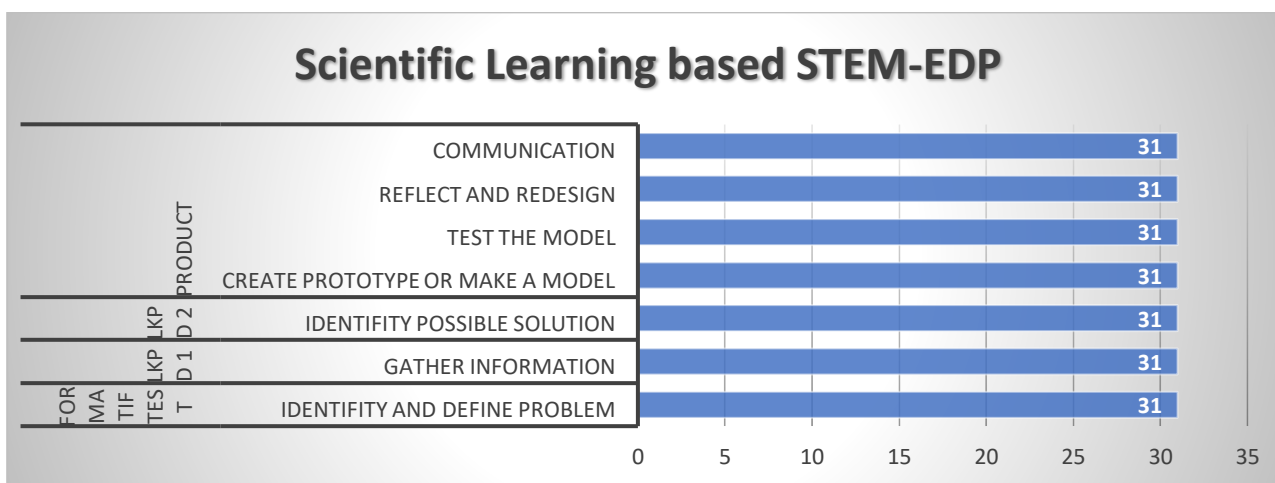 Scientific Learning based STEM-EDP
PRODUCT
COMMUNICATION 31
REFLECT AND REDESIGN 31
TEST THE MODEL 31
CREATE PROTOTYPE OR MAKE A MODEL 31
LKP
D 2
IDENTIFITY POSSIBLE SOLUTION 31
LKP
D 1
GATHER INFORMATION 31
FOR
MA
TIF
TES
T
IDENTIFITY AND DEFINE PROBLEM 31
0 5 10 15 20 25 30 35